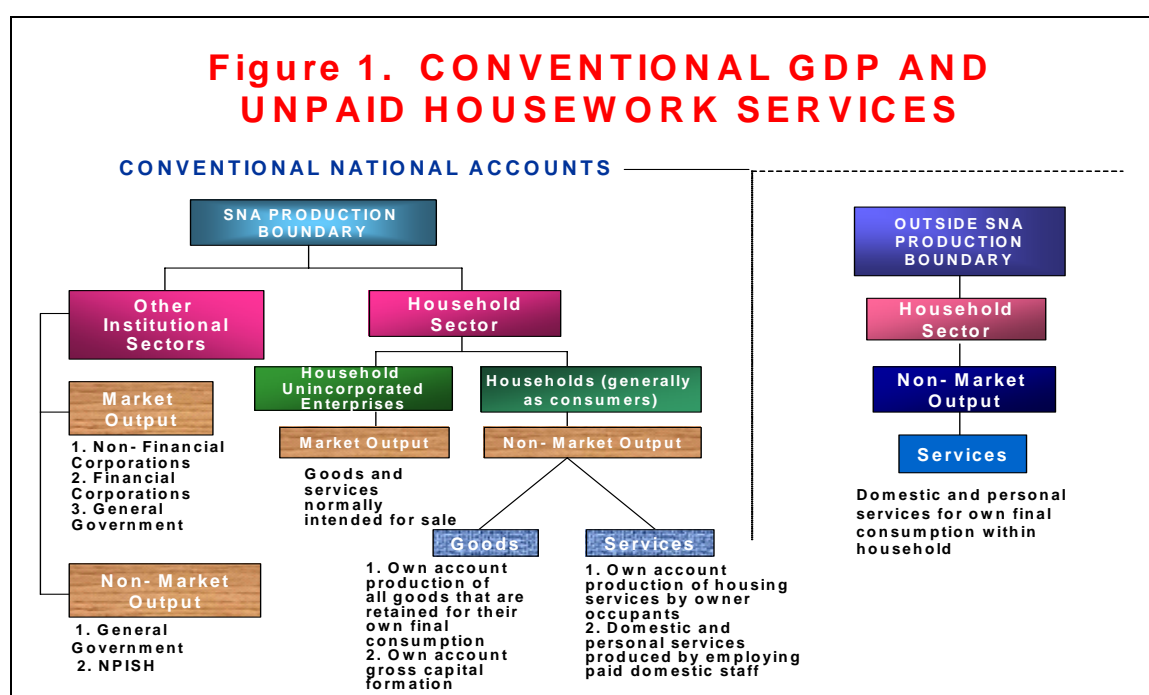 Figure 1. CONVENTIONAL GDP AND
UNPAID HOUSEWORK SERVICES
CONVENTIONAL NATIONAL ACCOUNTS
SNA PRODUCTION
BOUNDARY
Other
Institutional
Sectors
Market
Output
1. Non- Financial
Corporations
2. Financial
Corporations
3. General
Government
Non- Market
Output
1. General
Government
2. NPISH
Household
Sector
Household
Unincorporated
Enterprises
Market Output
Goods and
services
normally
intended for sale
Households (generally
as consumers)
Non- Market Output
Goods
1. Own account
production of
all goods that are
retained for their
own final
consumption
2. Own account
gross capital
formation
Services
1. Own account
production of housing
services by owner
occupants
2. Domestic and
personal services
produced by employing
paid domestic staff
OUTSIDE SNA
PRODUCTION
BOUNDARY
Household
Sector
Non- Market
Output
Services
Domestic and personal
services for own final
consumption within
household